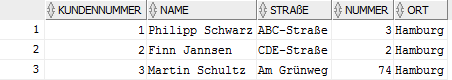 KUNDENNUMMER NAME STRAßE NUMMER ORT
1 1 Philipp Schwarz ABC-Straße 3 Hamburg
2 2 Finn Jannsen CDE-Straße 2 Hamburg
3 3 Martin Schultz Am Grünweg 74 Hamburg